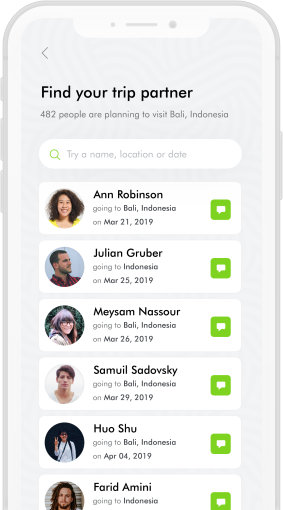 Find your trip partner
482 people are planning to visit Bali, Indonesia
Try a name, location or date
Ann Robinson
going to Bali, Indonesia
on Mar 21, 2019
Julian Gruber
going to Indonesia
on Mar 25, 2019
Meysam Nassour
going to Bali, Indonesia
on Mar 26, 2019
Samuil Sadovsky
going to Bali, Indonesia
on Mar 29, 2019
Huo Shu
going to Bali, Indonesia
on Apr 04, 2019
Farid Amini
going to Indonesia